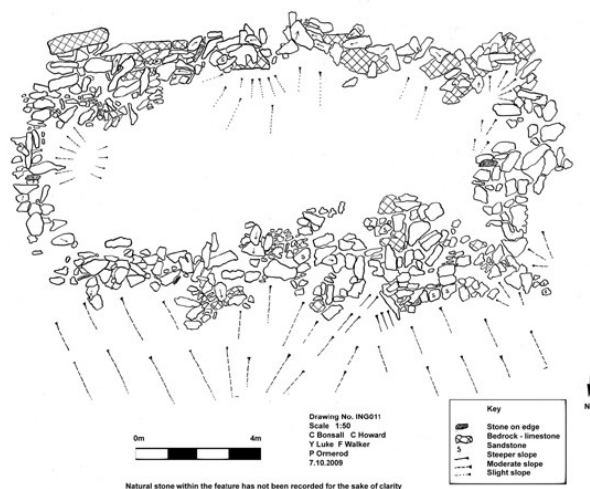 Drawing No. ING011
Scale 1:50
C Bonsall C Howard
Y Luke F Walker
P Ormerod
7.10.2009
0m 4m
Key
Stone on edge
Bedrock - limestone
S Sandstone
Steeper slope
Moderate slope
Slight slope
N
Natural stone within the feature has not been recorded for the sake of clarity